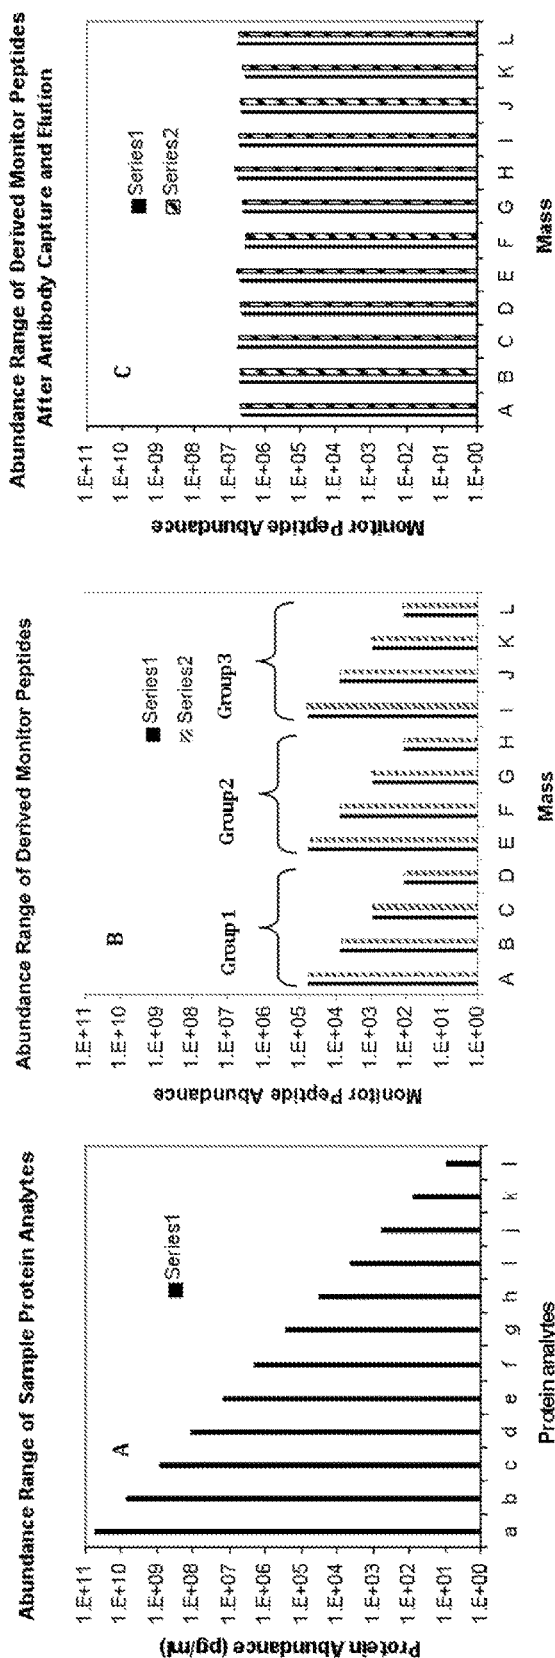 Abundance Range of Sample Protein Analytes
Protein Abundance (pg/ml)
1.E+11
1.E+10
1.E+09
1.E+08
1.E+07
1.E+06
1.E+05
1.E+04
1.E+03
1.E+02
1.E+01
1.E+00
A
Series1
a b c d e f g h I j k l
Protein analytes
Abundance Range of Derived Monitor Peptides
Monitor Peptide Abundance
1.E+11
1.E+10
1.E+09
1.E+08
1.E+07
1.E+06
1.E+05
1.E+04
1.E+03
1.E+02
1.E+01
1.E+00
B
Series1
Series2
Group1 Group2 Group3
A B C D E F G H I J K L
Mass
Abundance Range of Derived Monitor Peptides
After Antibody Capture and Elution
Monitor Peptide Abundance
1.E+11
1.E+10
1.E+09
1.E+08
1.E+07
1.E+06
1.E+05
1.E+04
1.E+03
1.E+02
1.E+01
1.E+00
C
Series1
Series2
A B C D E F G H I J K L
Mass